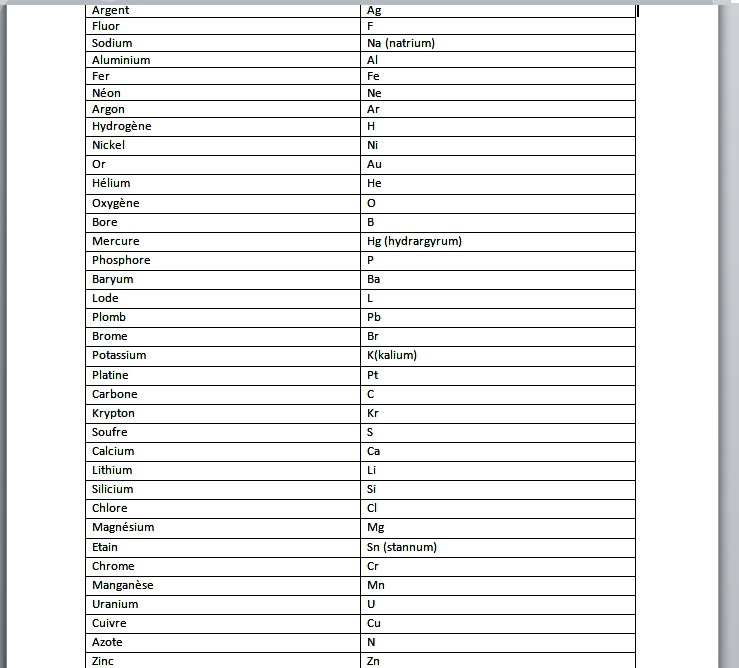 Argent Ag
Fluor F
Sodium Na (natrium)
Aluminium Al
Fer Fe
Néon Ne
Argon Ar
Hydrogène H
Nickel Ni
Or Au
Hélium He
Oxygène O
Bore B
Mercure Hg (hydrargyrum)
Phosphore P
Baryum Ba
Lode L
Plomb Pb
Brome Br
Potassium K(kalium)
Platine Pt
Carbone C
Krypton Kr
Soufre S
Calcium Ca
Lithium Li
Silicium Si
Chlore Cl
Magnésium Mg
Etain Sn (stannum)
Chrome Cr
Manganèse Mn
Uranium U
Cuivre Cu
Azote N
Zinc Zn